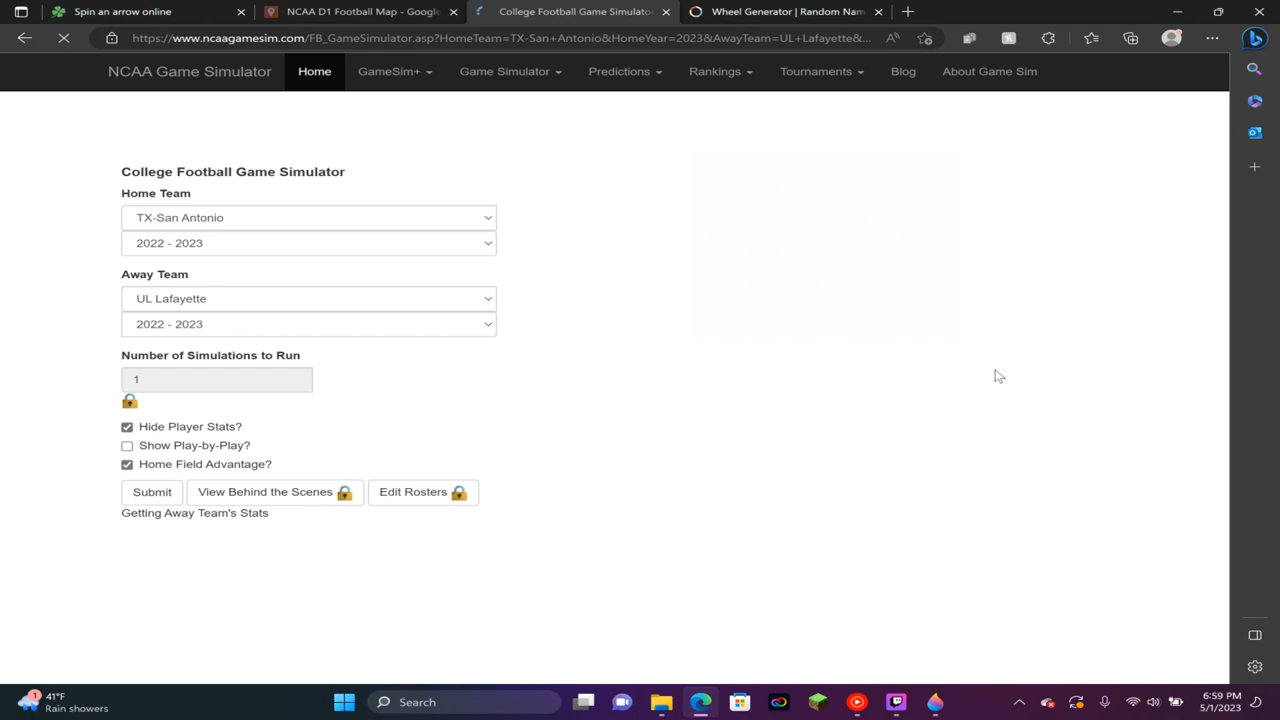 Spin an arrow online
NCAA D1 Football Map - Google
College Football Game Simulator
Wheel Generator | Random Nam
https://www.ncaagamesim.com/FB_GameSimulator.asp?HomeTeam=TX-San+Antonio&HomeYear=2023&AwayTeam=UL+Lafayette&...
NCAA Game Simulator
Home
GameSim+
Game Simulator
Predictions
Rankings
Tournaments
Blog
About Game Sim
College Football Game Simulator
Home Team
TX-San Antonio
2022 - 2023
Away Team
UL Lafayette
2022 - 2023
Number of Simulations to Run
1
Hide Player Stats?
Show Play-by-Play?
Home Field Advantage?
Submit
View Behind the Scenes
Edit Rosters
Getting Away Team's Stats
1
41°F
Rain showers
Search
6:59 PM
5/1/2023